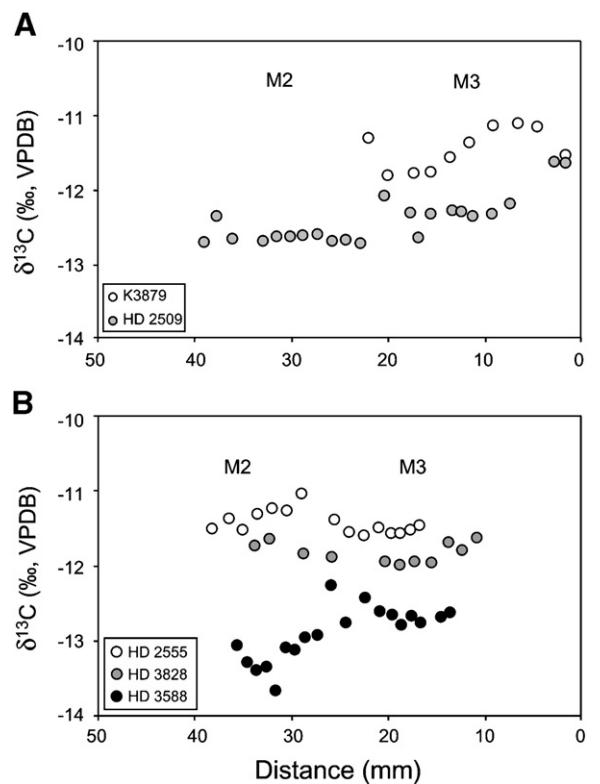 A
-10
M2 M3
-11
-12
δ13C (‰, VPDB)
-13
K3879
HD 2509
-14
50 40 30 20 10 0
B
-10
M2 M3
-11
-12
δ13C (‰, VPDB)
-13
HD 2555
HD 3828
HD 3588
-14
50 40 30 20 10 0
Distance (mm)